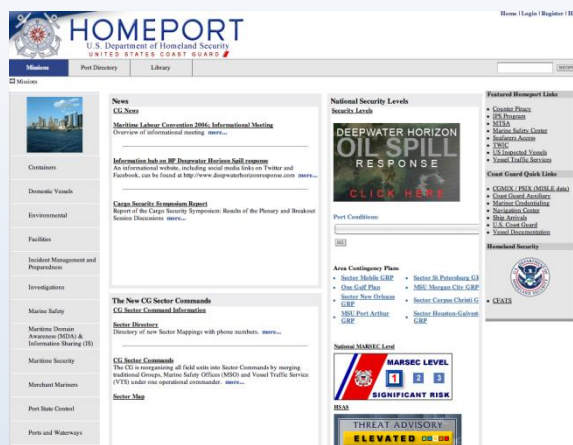 Home | Login | Register | H
HOMEPORT
U.S. Department of Homeland Security
UNITED STATES COAST GUARD
Missions
Port Directory
Library
Missions
Containers
Domestic Vessels
Environmental
Facilities
Incident Management and
Preparedness
Investigations
Marine Safety
Maritime Domain
Awareness (MDA) &
Information Sharing (IS)
Maritime Security
Merchant Mariners
Port State Control
Ports and Waterways
News
CG News
Maritime Labour Convention 2006; Informational Meeting
Overview of informational meeting more...
Information hub on BP Deepwater Horizon Spill response
An informational website, including social media links on Twitter and
Facebook, can be found at http://www.deepwaterhorizonresponse.com more...
Cargo Security Symposium Report
Report of the Cargo Security Symposium: Results of the Plenary and Breakout
Session Discussions more...
The New CG Sector Commands
CG Sector Command Information
Sector Directory
Directory of new Sector Mappings with phone numbers. more...
CG Sector Commands
The CG is reorganizing all field units into Sector Commands by merging
traditional Groups, Marine Safety Offices (MSO) and Vessel Traffic Service
(VTS) under one operational commander. more...
Sector Map
National Security Levels
Security Levels
DEEPWATER HORIZON
OIL SPILL
RESPONSE
CLICK HERE
Port Conditions:
GO
Area Contingency Plans
Sector Mobile GRP
One Gulf Plan
Sector New Orleans
GRP
MSU Port Arthur
GRP
Sector St Petersburg GR
MSU Morgan City GRP
Sector Corpus Christi G
Sector Houston-Galvest
GRP
National MARSEC Level
MARSEC LEVEL
1 2 3
SIGNIFICANT RISK
HSAS
THREAT ADVISORY
ELEVATED
Featured Homeport Links
Counter Piracy
IPS Program
MTSA
Marine Safety Center
Seafarers Access
TWIC
US Inspected Vessels
Vessel Traffic Services
Coast Guard Quick Links
CGMIX / PSIX (MISLE data)
Coast Guard Auxiliary
Mariner Credentialing
Navigation Center
Ship Arrivals
U.S. Coast Guard
Vessel Documentation
Homeland Security
CFATS